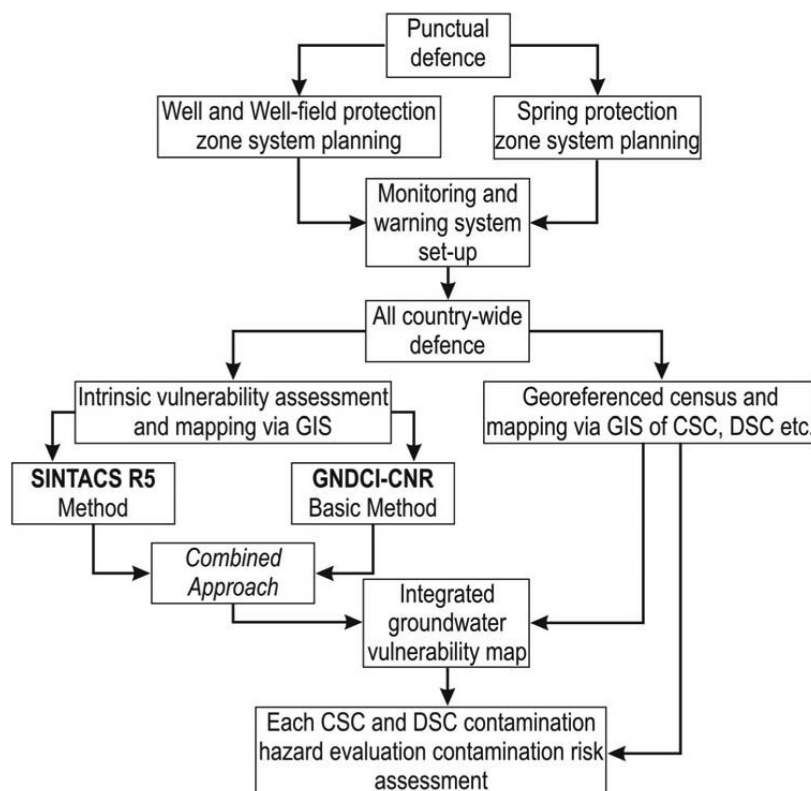 Punctual
defence
Well and Well-field protection
zone system planning
Spring protection
zone system planning
Monitoring and
warning system
set-up
All country-wide
defence
Intrinsic vulnerability assessment
and mapping via GIS
Georeferenced census and
mapping via GIS of CSC, DSC etc.
SINTACS R5
Method
GNDCI-CNR
Basic Method
Combined
Approach
Integrated
groundwater
vulnerability map
Each CSC and DSC contamination
hazard evaluation contamination risk
assessment